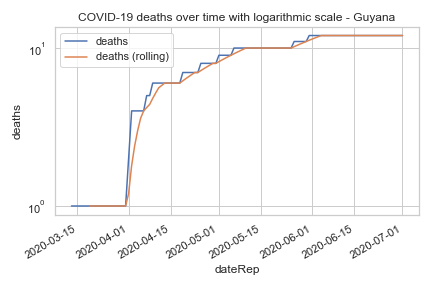 COVID-19 deaths over time with logarithmic scale - Guyana
deaths
deaths (rolling)
10¹
10⁰
deaths
2020-03-15
2020-04-01
2020-04-15
2020-05-01
2020-05-15
2020-06-01
2020-06-15
2020-07-01
dateRep